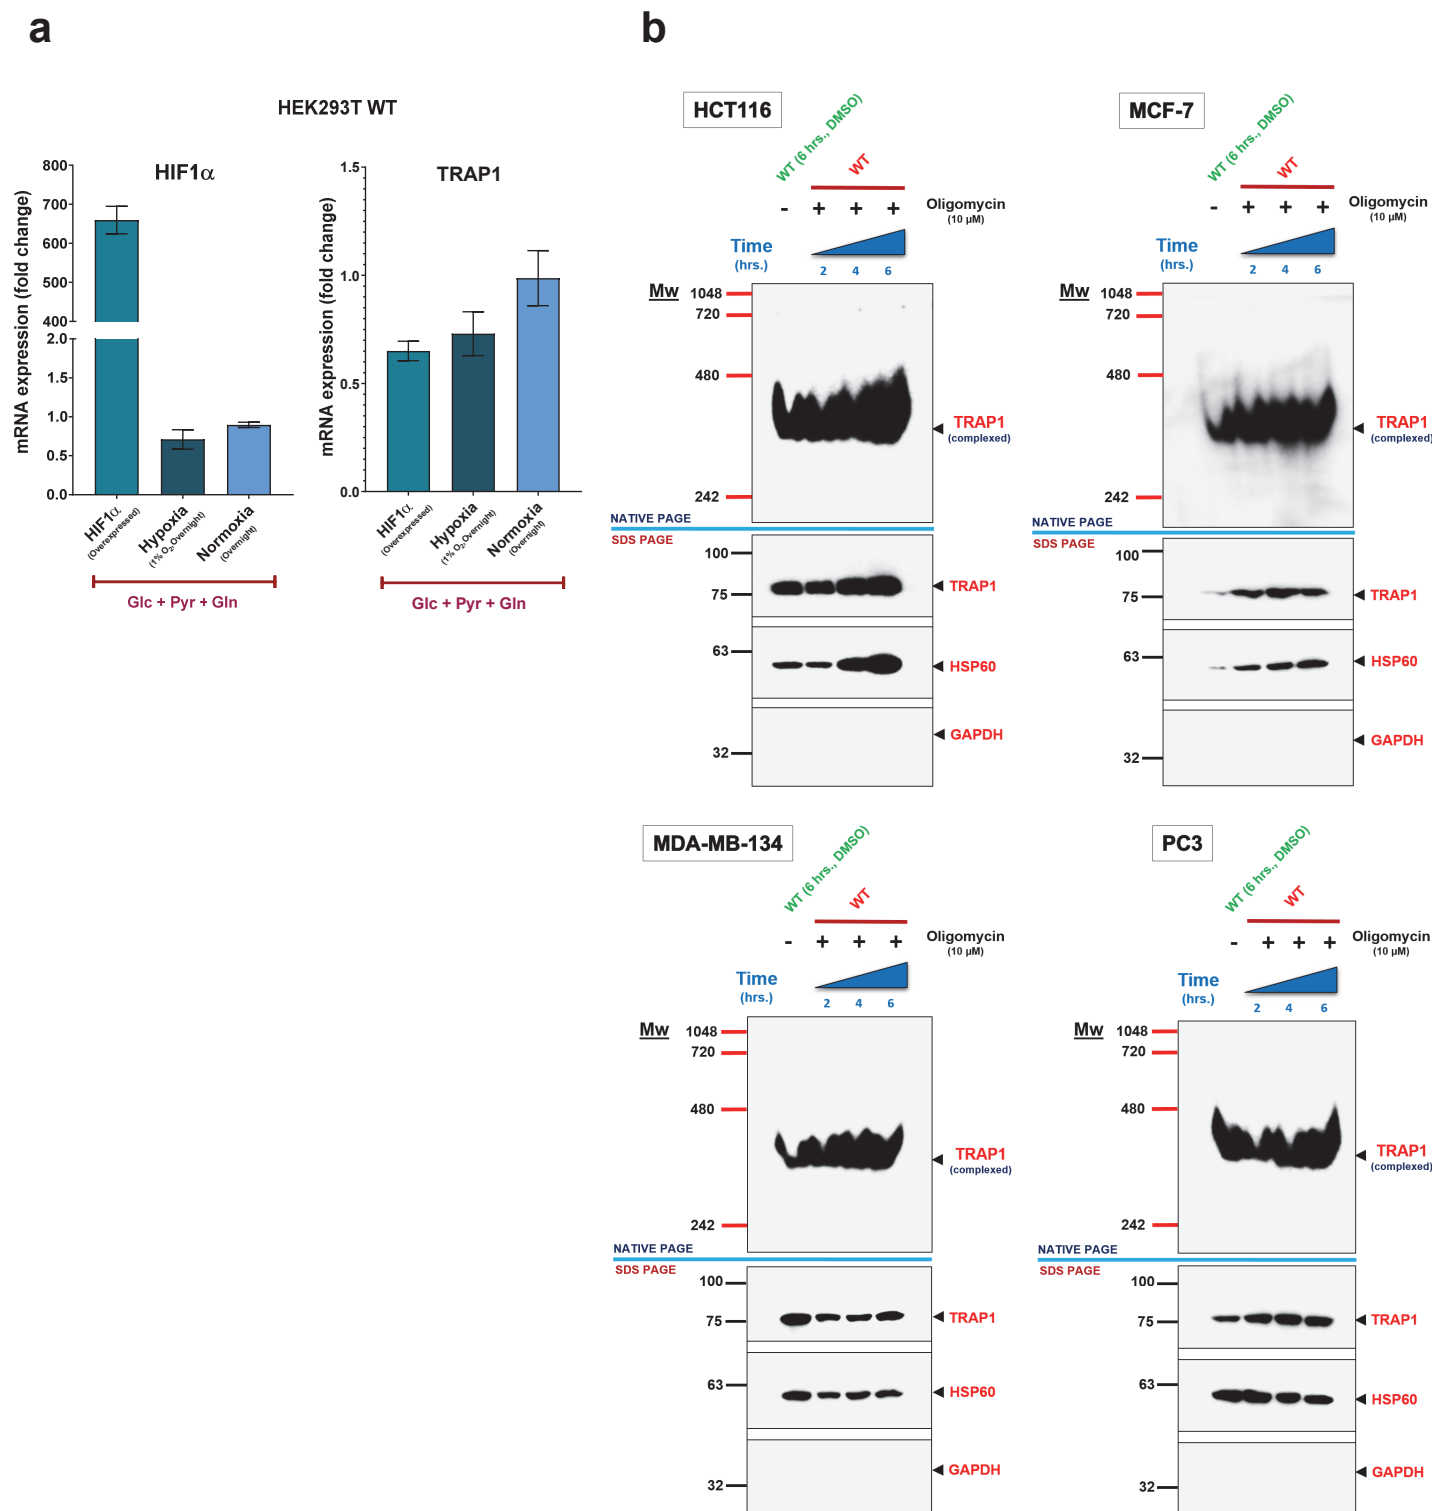 a
HEK293T WT
HIF1α
mRNA expression (fold change)
800
700
600
500
400
2.0
1.5
1.0
0.5
0.0
HIF1α
(Overexpressed)
Hypoxia
(1% O₂-Overnight)
Normoxia
(Overnight)
Glc + Pyr + Gln
TRAP1
mRNA expression (fold change)
1.5
1.0
0.5
0.0
HIF1α
(Overexpressed)
Hypoxia
(1% O₂-Overnight)
Normoxia
(Overnight)
Glc + Pyr + Gln
b
HCT116
WT (6 hrs., DMSO)
WT
- + + + Oligomycin
(10 µM)
Time
(hrs.)
2 4 6
Mw
1048
720
480
TRAP1
(complexed)
242
NATIVE PAGE
SDS PAGE
100
75
TRAP1
63
HSP60
GAPDH
32
MCF-7
WT (6 hrs., DMSO)
WT
- + + + Oligomycin
(10 µM)
Time
(hrs.)
2 4 6
Mw
1048
720
480
TRAP1
(complexed)
242
NATIVE PAGE
SDS PAGE
100
75
TRAP1
63
HSP60
GAPDH
32
MDA-MB-134
WT (6 hrs., DMSO)
WT
- + + + Oligomycin
(10 µM)
Time
(hrs.)
2 4 6
Mw
1048
720
480
TRAP1
(complexed)
242
NATIVE PAGE
SDS PAGE
100
75
TRAP1
63
HSP60
GAPDH
32
PC3
WT (6 hrs., DMSO)
WT
- + + + Oligomycin
(10 µM)
Time
(hrs.)
2 4 6
Mw
1048
720
480
TRAP1
(complexed)
242
NATIVE PAGE
SDS PAGE
100
75
TRAP1
63
HSP60
GAPDH
32